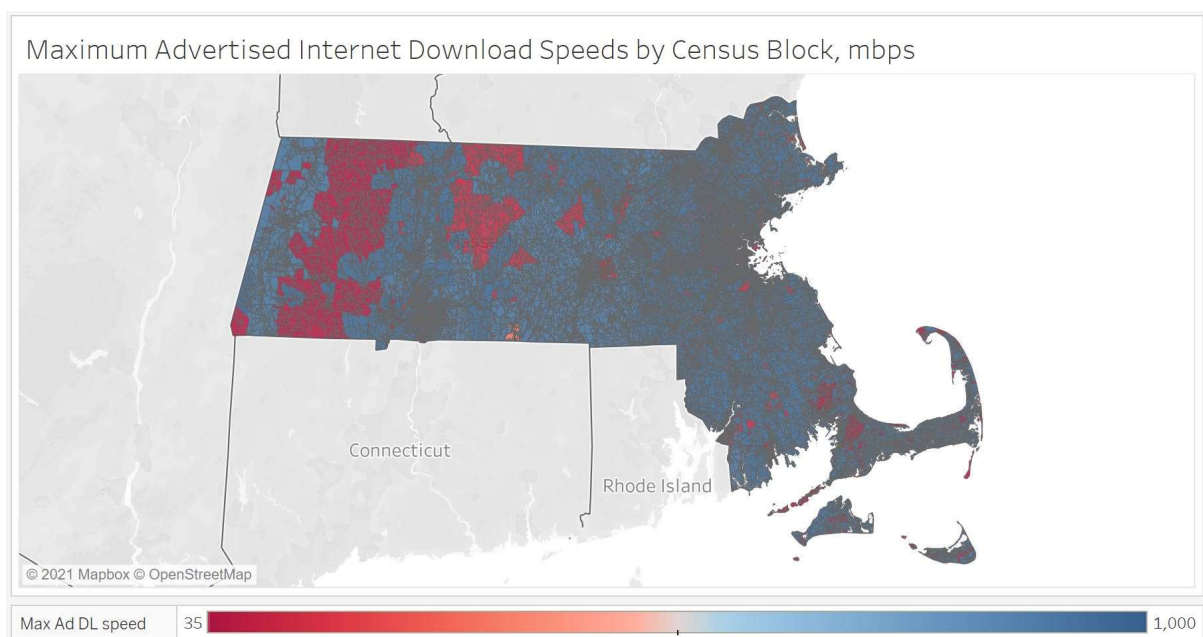 Maximum Advertised Internet Download Speeds by Census Block, mbps
Connecticut
Rhode Island
© 2021 Mapbox © OpenStreetMap
Max Ad DL speed 35 1,000